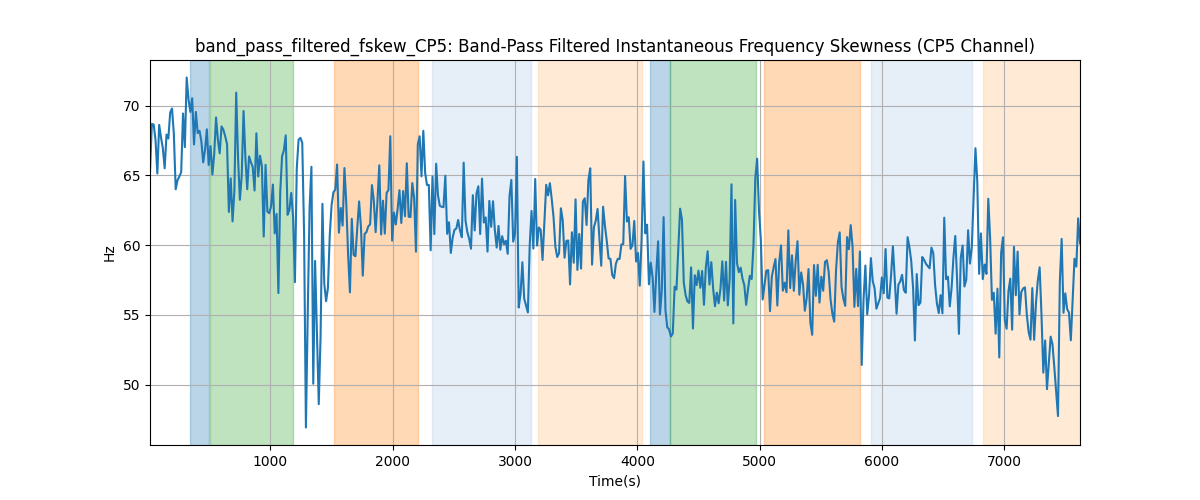 band_pass_filtered_fskew_CP5: Band-Pass Filtered Instantaneous Frequency Skewness (CP5 Channel)
70
65
60
55
50
Hz
1000 2000 3000 4000 5000 6000 7000
Time(s)